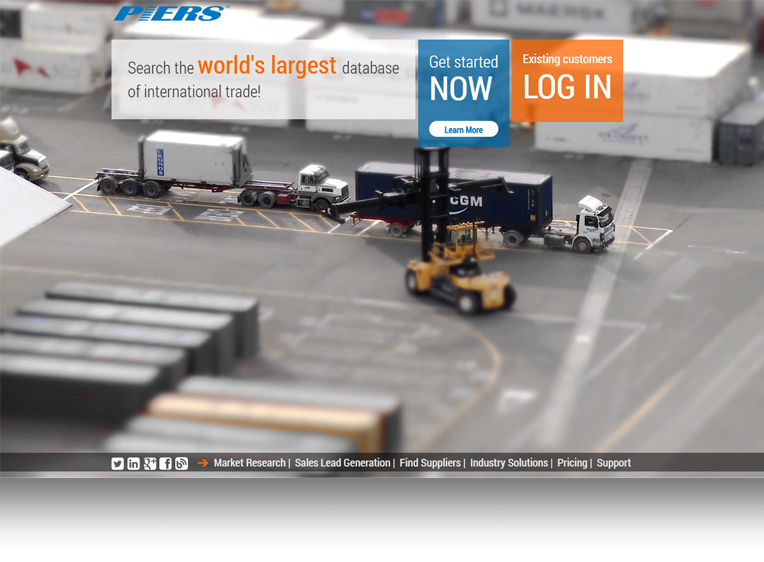 PIERS
MAERSK
Search the world's largest database
of international trade!
Get started
NOW
Learn More
Existing customers
LOG IN
CGM
Market Research | Sales Lead Generation | Find Suppliers | Industry Solutions | Pricing | Support